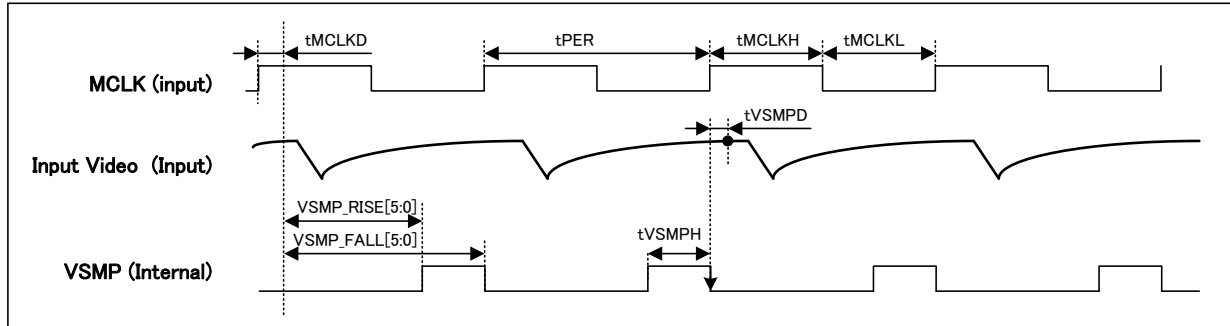 tMCLKD
tPER
tMCLKH
tMCLKL
MCLK (input)
tVSMPD
Input Video (Input)
VSMP_RISE[5:0]
VSMP_FALL[5:0]
tVSMPH
VSMP (Internal)